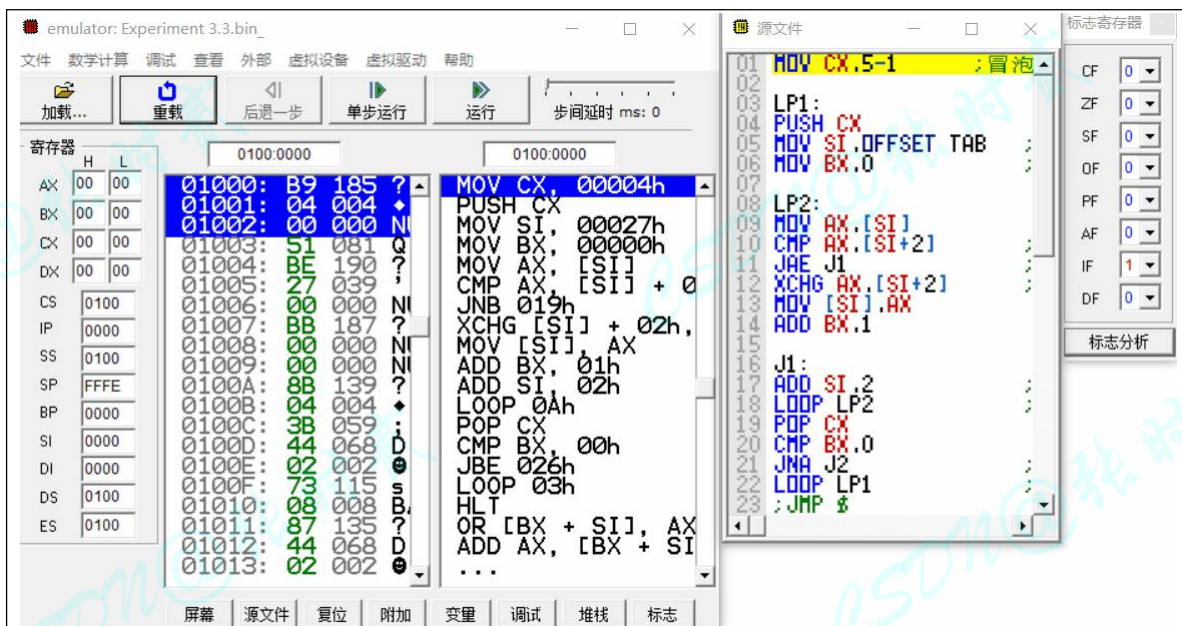 emulator: Experiment 3.3.bin_
文件 数学计算 调试 查看 外部 虚拟设备 虚拟驱动 帮助
加载... 重载 后退一步 单步运行 运行 步间延时 ms: 0
寄存器
H L
AX 00 00
BX 00 00
CX 00 00
DX 00 00
CS 0100
IP 0000
SS 0100
SP FFFE
BP 0000
SI 0000
DI 0000
DS 0100
ES 0100
0100:0000
01000: B9 185 ?
01001: 04 004 ♦
01002: 00 000 NU
01003: 51 081 Q
01004: BE 190 ?
01005: 27 039 '
01006: 00 000 NU
01007: BB 187 ?
01008: 00 000 NU
01009: 00 000 NU
0100A: 8B 139 ?
0100B: 04 004 ♦
0100C: 3B 059 ;
0100D: 44 068 D
0100E: 02 002 ☻
0100F: 73 115 s
01010: 08 008 B
01011: 87 135 ?
01012: 44 068 D
01013: 02 002 ☻
0100:0000
MOV CX, 00004h
PUSH CX
MOV SI, 00027h
MOV BX, 00000h
MOV AX, [SI]
CMP AX, [SI] + 0
JNB 019h
XCHG [SI] + 02h,
MOV [SI], AX
ADD BX, 01h
ADD SI, 02h
LOOP 0Ah
POP CX
CMP BX, 00h
JBE 026h
LOOP 03h
HLT
OR [BX + SI], AX
ADD AX, [BX + SI
...
屏幕 源文件 复位 附加 变量 调试 堆栈 标志
源文件
01 MOV CX,5-1 ;冒泡
02
03 LP1:
04 PUSH CX
05 MOV SI,OFFSET TAB ;
06 MOV BX,0
07
08 LP2:
09 MOV AX,[SI]
10 CMP AX,[SI+2] ;
11 JAE J1 ;
12 XCHG AX,[SI+2] ;
13 MOV [SI],AX
14 ADD BX,1
15
16 J1:
17 ADD SI,2 ;
18 LOOP LP2 ;
19 POP CX
20 CMP BX,0
21 JNA J2 ;
22 LOOP LP1 ;
23 ;JMP $
标志寄存器
CF 0
ZF 0
SF 0
OF 0
PF 0
AF 0
IF 1
DF 0
标志分析
CSDN@张时贰